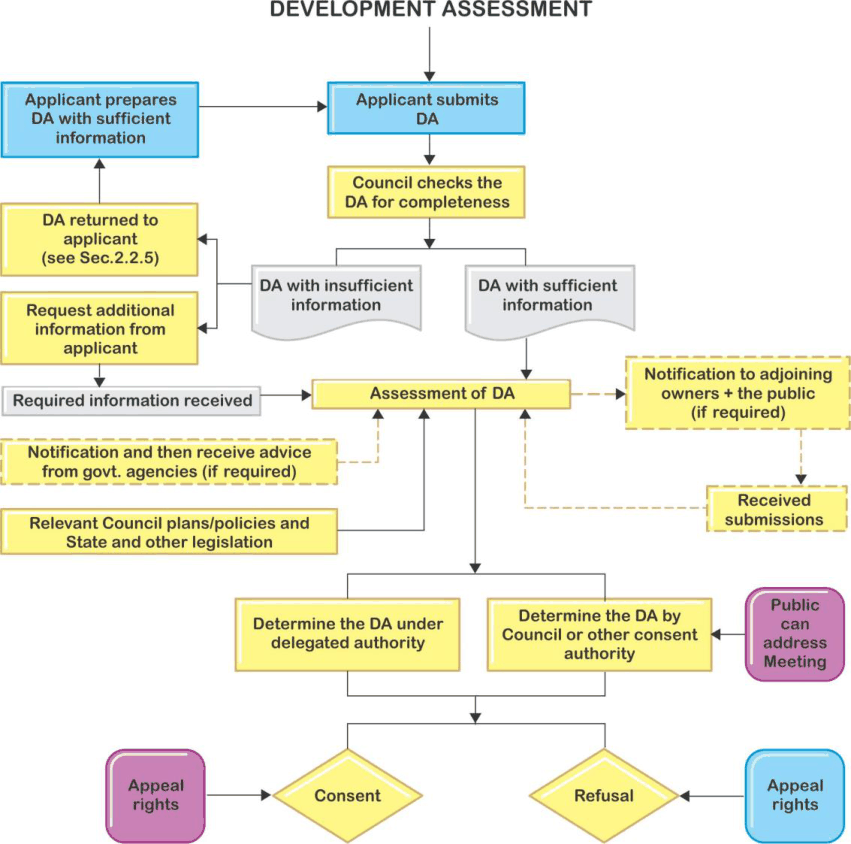 DEVELOPMENT ASSESSMENT
Applicant prepares
DA with sufficient
information
Applicant submits
DA
Council checks the
DA for completeness
DA returned to
applicant
(see Sec.2.2.5)
DA with insufficient
information
DA with sufficient
information
Request additional
information from
applicant
Required information received
Assessment of DA
Notification to adjoining
owners + the public
(if required)
Notification and then receive advice
from govt. agencies (if required)
Received
submissions
Relevant Council plans/policies and
State and other legislation
Determine the DA under
delegated authority
Determine the DA by
Council or other consent
authority
Public
can
address
Meeting
Appeal
rights
Consent
Refusal
Appeal
rights